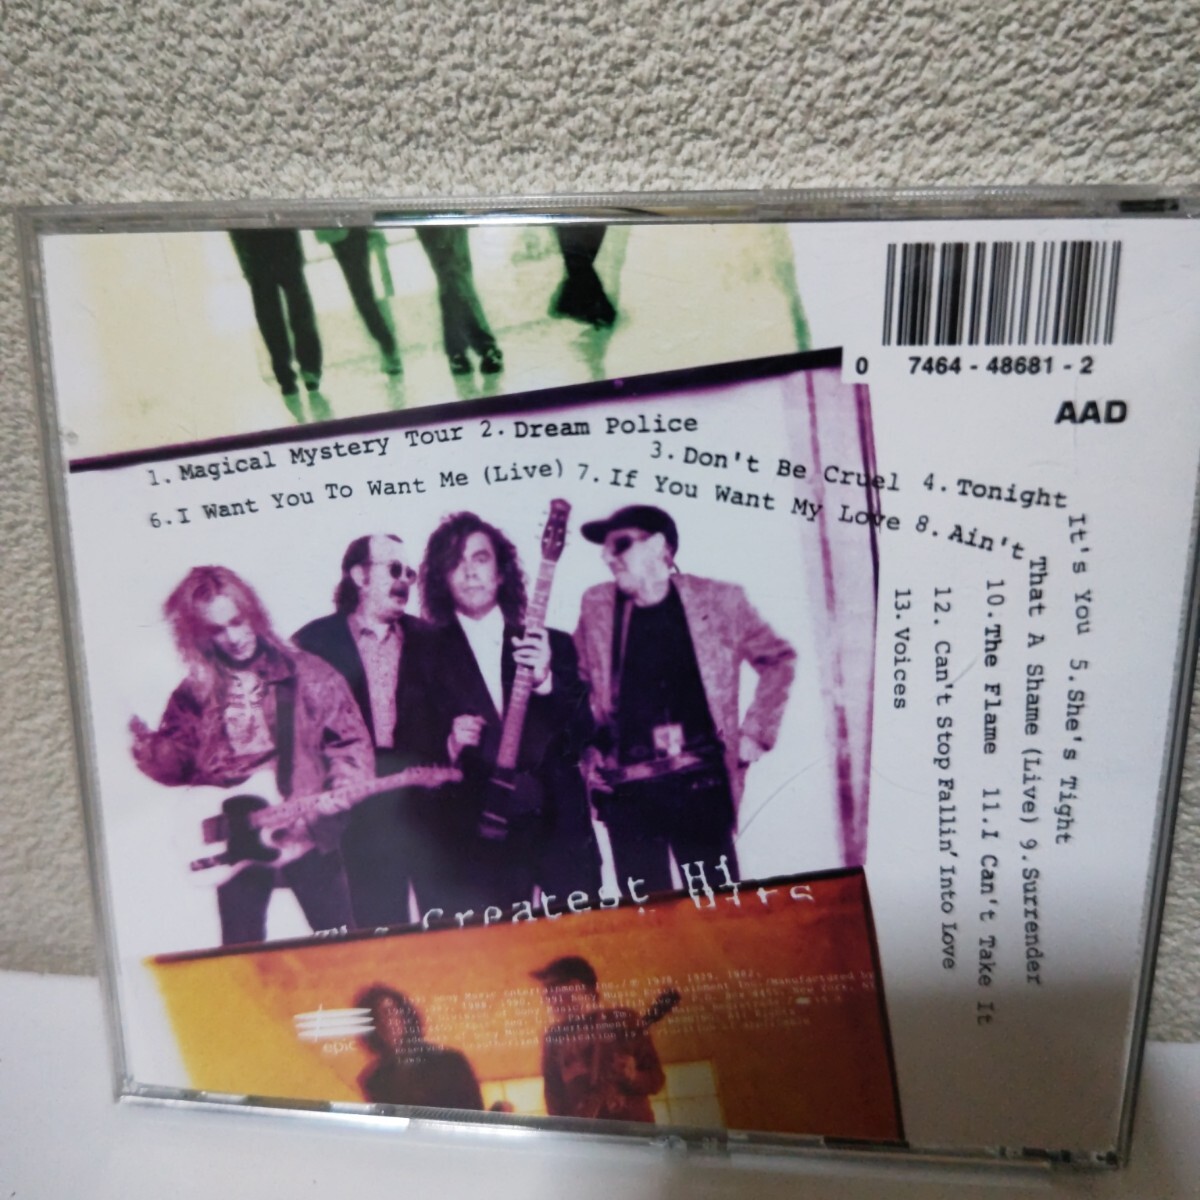 0 7464 - 48681 - 2
AAD
1. Magical Mystery Tour 2. Dream Police
3. Don't Be Cruel 4. Tonight
It's You 5. She's Tight
6. I Want You To Want Me (Live) 7. If You Want My Love 8. Ain't
That A Shame (Live) 9. Surrender
10. The Flame 11. I Can't Take It
12. Can't Stop Fallin' Into Love
13. Voices
Greatest Hi
epic